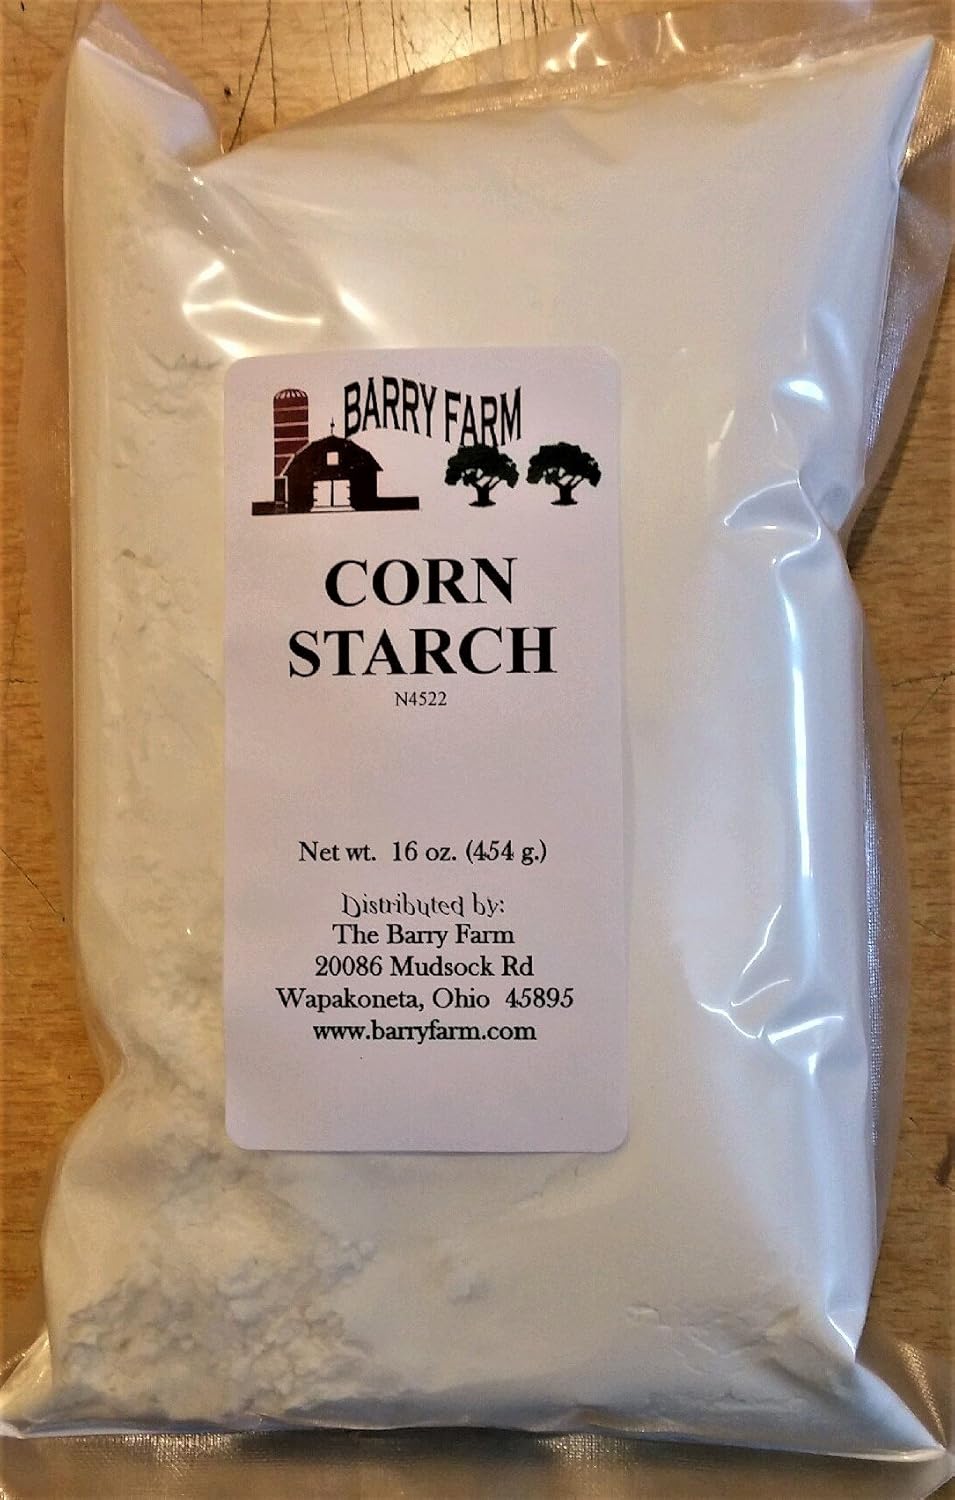 BARRY FARM
CORN
STARCH
N4522
Net wt. 16 oz. (454 g.)
Distributed by:
The Barry Farm
20086 Mudsock Rd
Wapakoneta, Ohio 45895
www.barryfarm.com